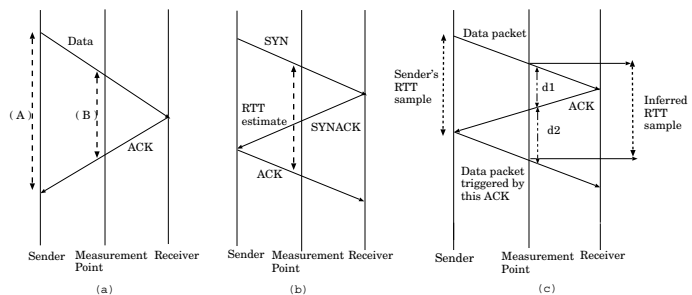 Data
(A)
(B)
ACK
Sender
Measurement
Point
Receiver
(a)
SYN
RTT
estimate
SYNACK
ACK
Sender
Measurement
Point
Receiver
(b)
Data packet
Sender's
RTT
sample
d1
ACK
d2
Inferred
RTT
sample
Data packet
triggered by
this ACK
Sender
Measurement
Point
Receiver
(c)